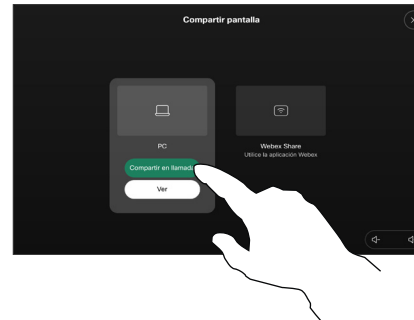 Compartir pantalla
PC
Compartir en llamada
Ver
Webex Share
Utilice la aplicación Webex